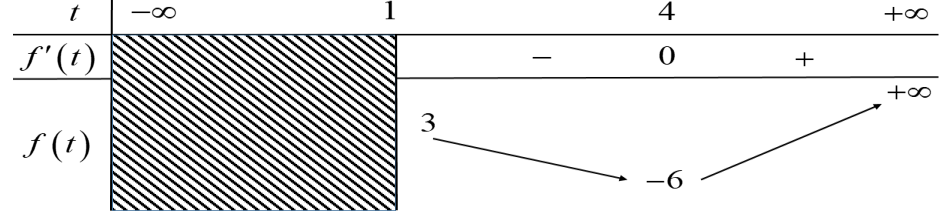 t −∞ 1 4 +∞
f′(t) − 0 +
+∞
3
f(t)
−6